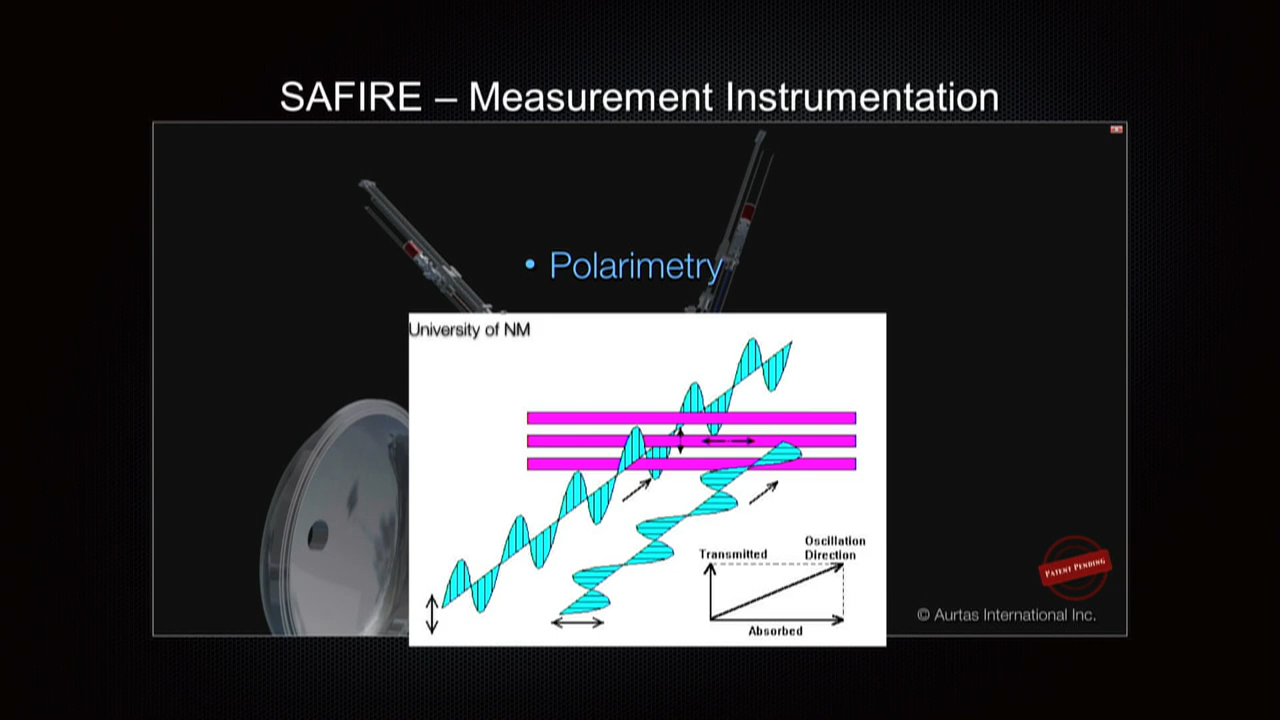 SAFIRE – Measurement Instrumentation
• Polarimetry
University of NM
Oscillation
Transmitted Direction
Absorbed
PATENT PENDING
© Aurtas International Inc.